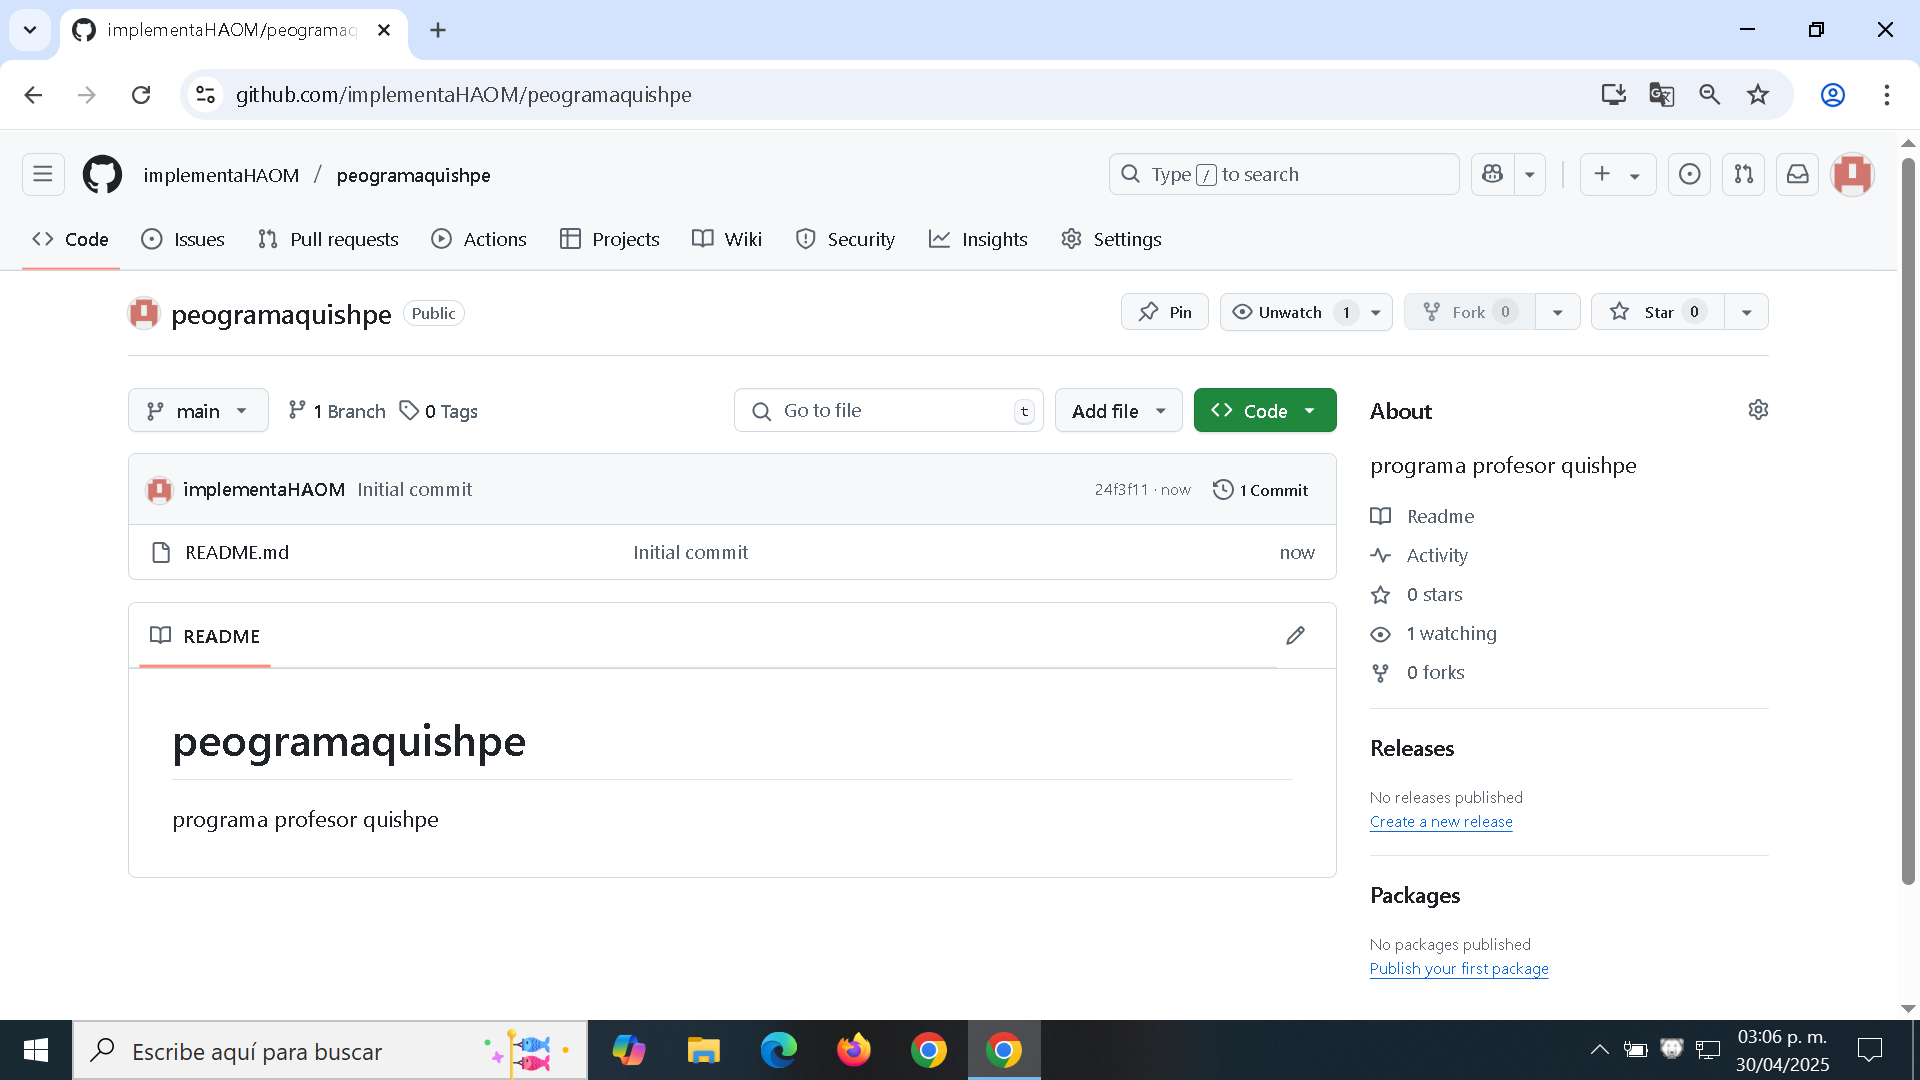 implementaHAOM/peogramaq
github.com/implementaHAOM/peogramaquishpe
implementaHAOM / peogramaquishpe
Type / to search
Code Issues Pull requests Actions Projects Wiki Security Insights Settings
peogramaquishpe Public
Pin Unwatch 1 Fork 0 Star 0
main 1 Branch 0 Tags Go to file t Add file Code
About
programa profesor quishpe
implementaHAOM Initial commit 24f3f11 · now 1 Commit
README.md Initial commit now
Readme
Activity
0 stars
1 watching
0 forks
README
peogramaquishpe
programa profesor quishpe
Releases
No releases published
Create a new release
Packages
No packages published
Publish your first package
Escribe aquí para buscar
03:06 p. m.
30/04/2025